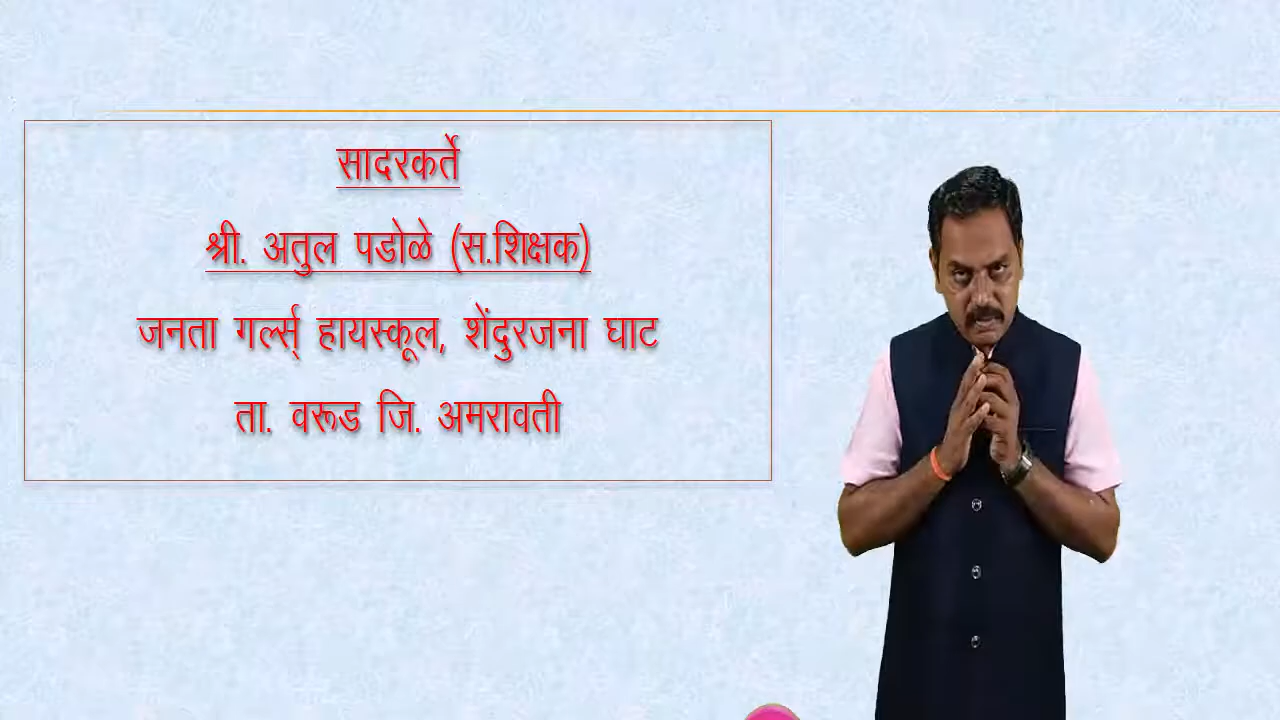 सादरकर्ते
श्री. अतुल पडोळे (स.शिक्षक)
जनता गर्ल्स् हायस्कूल, शेंदुरजना घाट
ता. वरूड जि. अमरावती